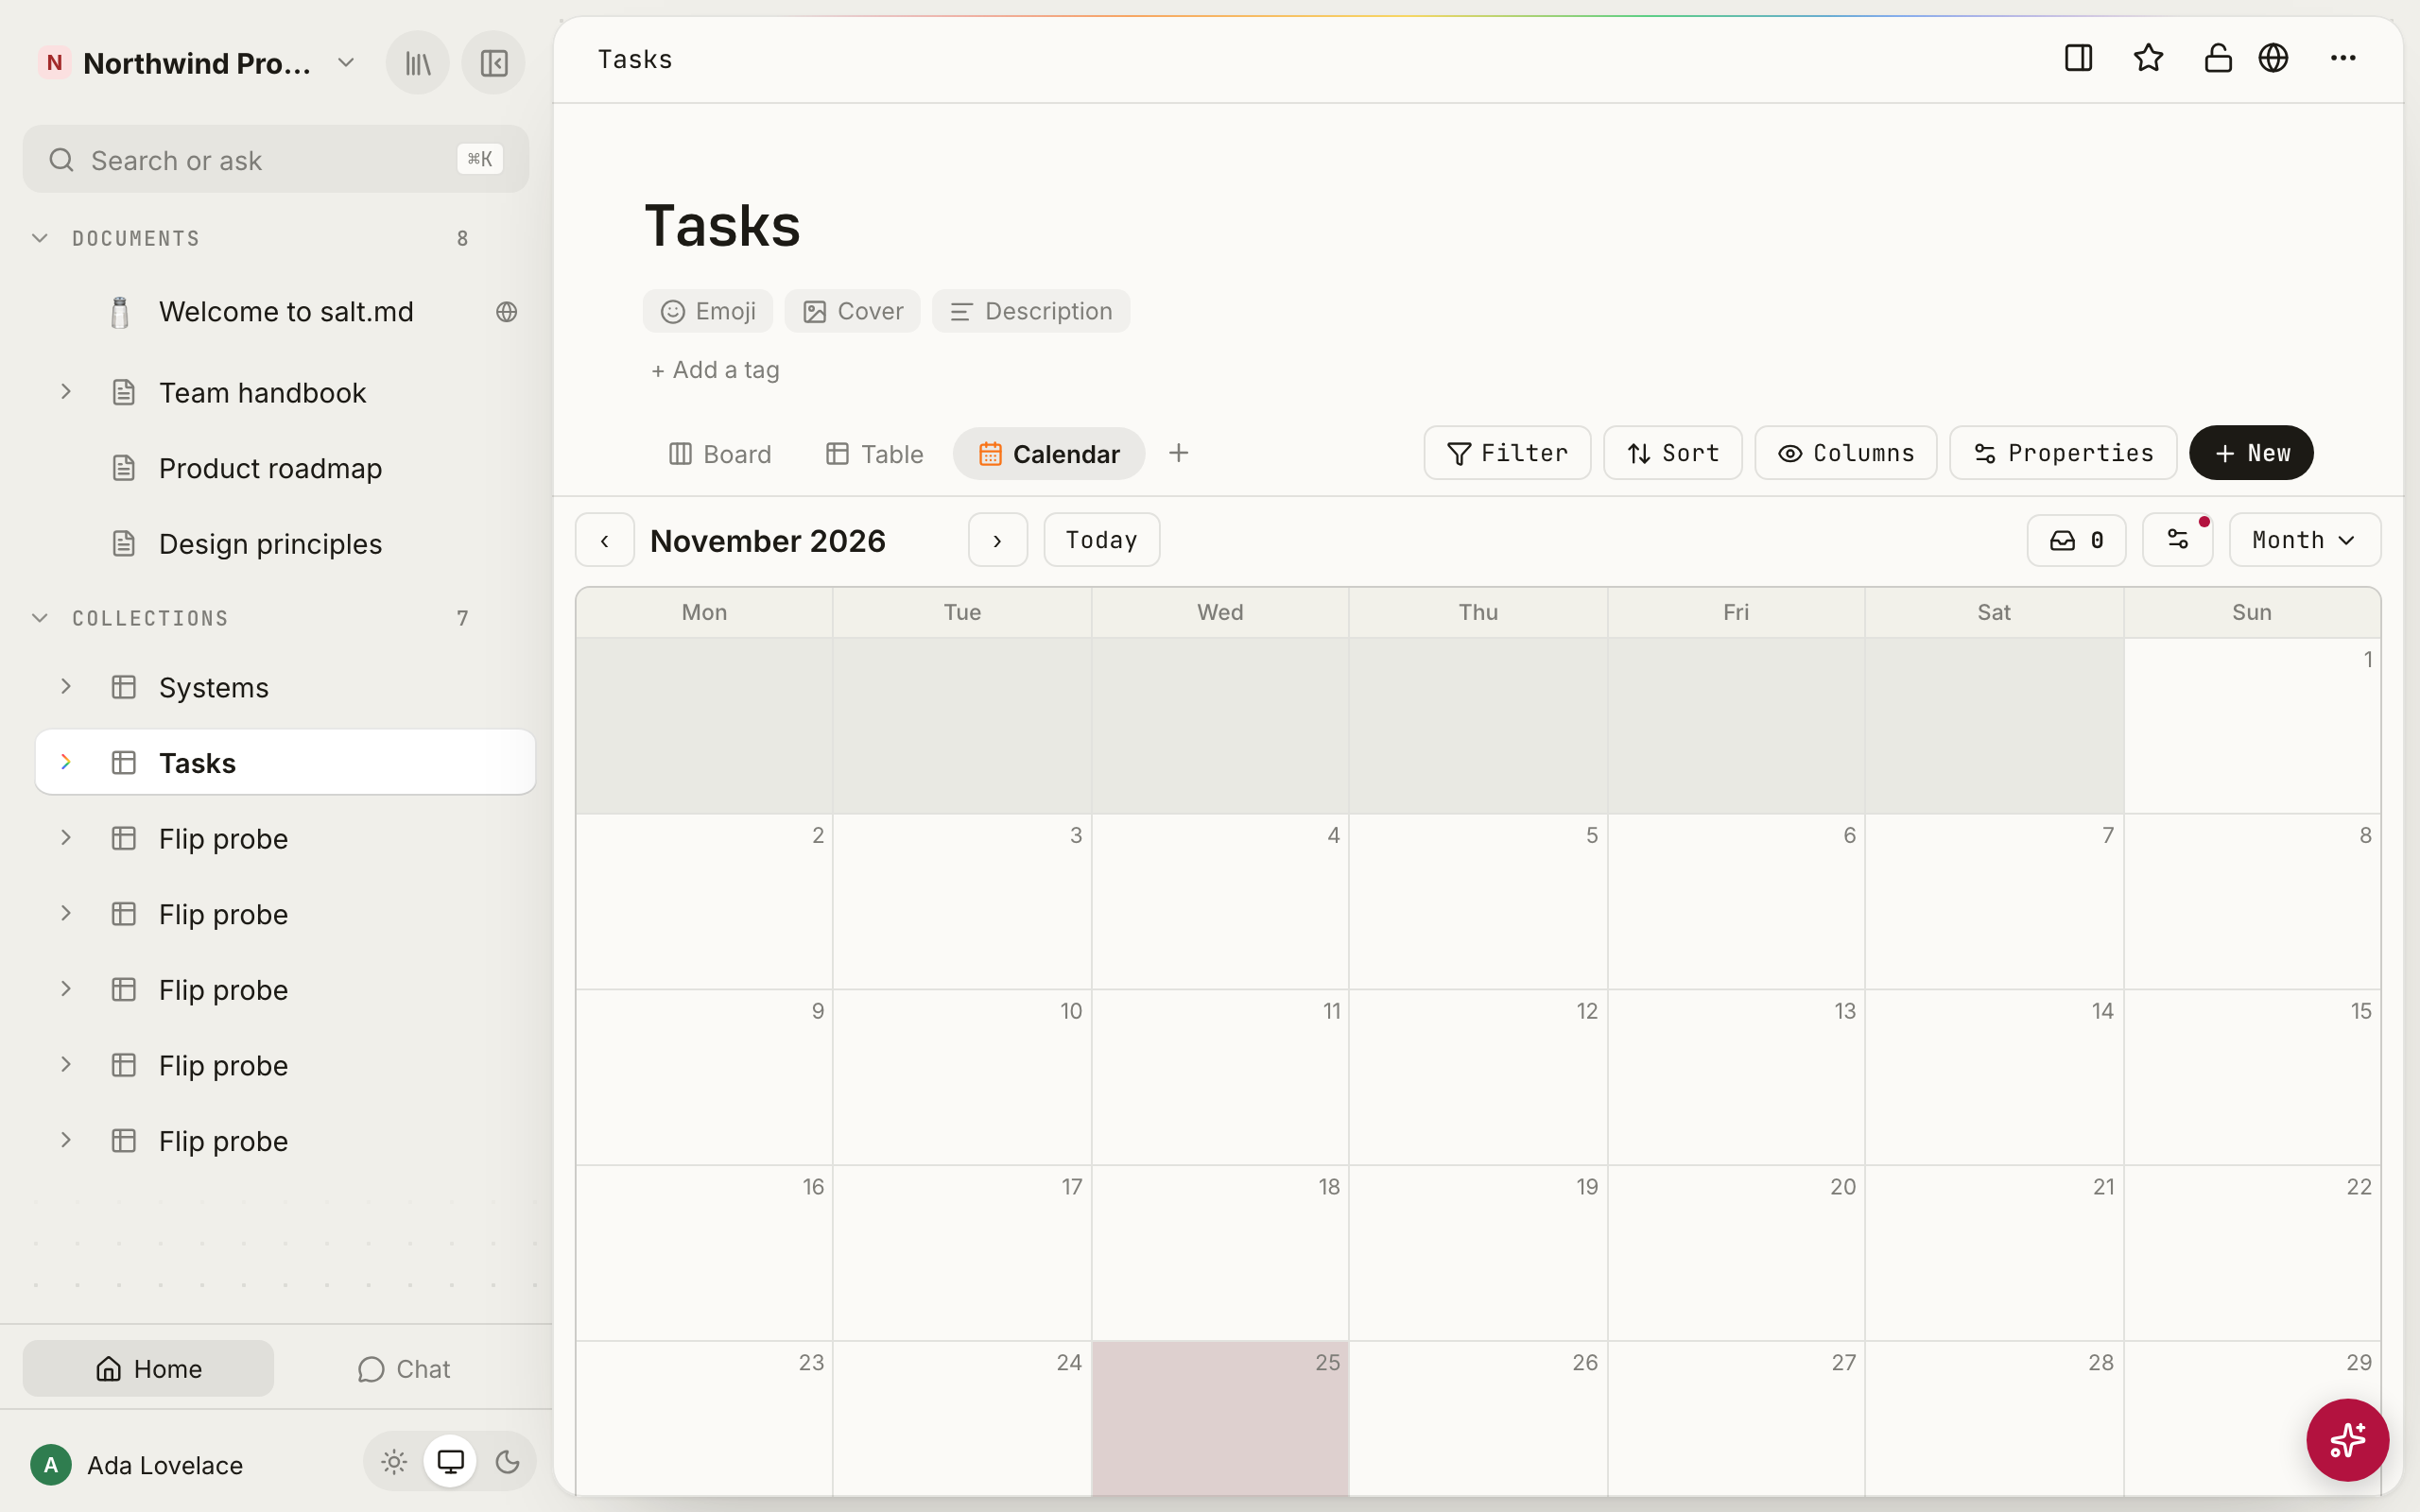 N Northwind Pro...
Search or ask ⌘K
DOCUMENTS 8
Welcome to salt.md
Team handbook
Product roadmap
Design principles
COLLECTIONS 7
Systems
Tasks
Flip probe
Flip probe
Flip probe
Flip probe
Flip probe
Home Chat
A Ada Lovelace
Tasks
Tasks
Emoji Cover Description
+ Add a tag
Board Table Calendar +
Filter Sort Columns Properties + New
‹ November 2026 › Today 0 Month
Mon Tue Wed Thu Fri Sat Sun
1
2 3 4 5 6 7 8
9 10 11 12 13 14 15
16 17 18 19 20 21 22
23 24 25 26 27 28 29